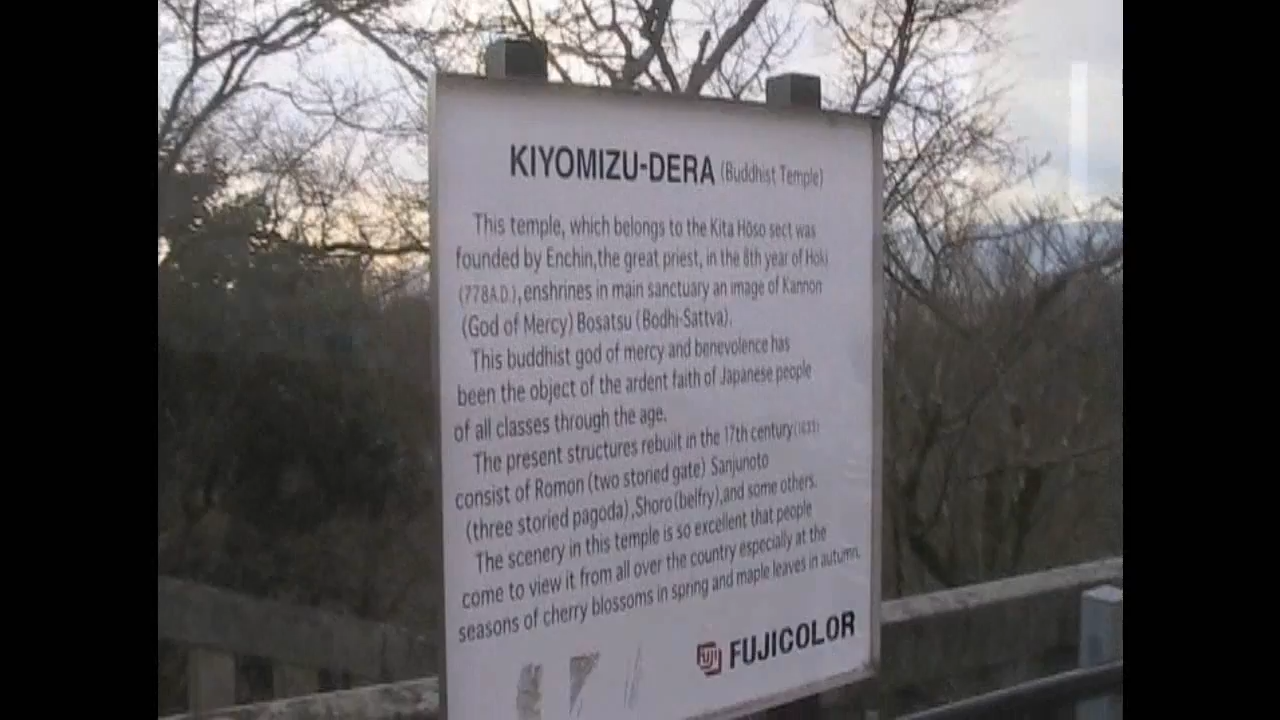 KIYOMIZU-DERA (Buddhist Temple)
This temple, which belongs to the Kita Hōso sect was
founded by Enchin,the great priest, in the 8th year of Hoki
(778A.D.),enshrines in main sanctuary an image of Kannon
(God of Mercy) Bosatsu (Bodhi-Sattva).
This buddhist god of mercy and benevolence has
been the object of the ardent faith of Japanese people
of all classes through the age.
The present structures rebuilt in the 17th century(1633)
consist of Romon (two storied gate) Sanjunoto
(three storied pagoda),Shoro(belfry),and some others.
The scenery in this temple is so excellent that people
come to view it from all over the country especially at the
seasons of cherry blossoms in spring and maple leaves in autumn.
FUJI FUJICOLOR